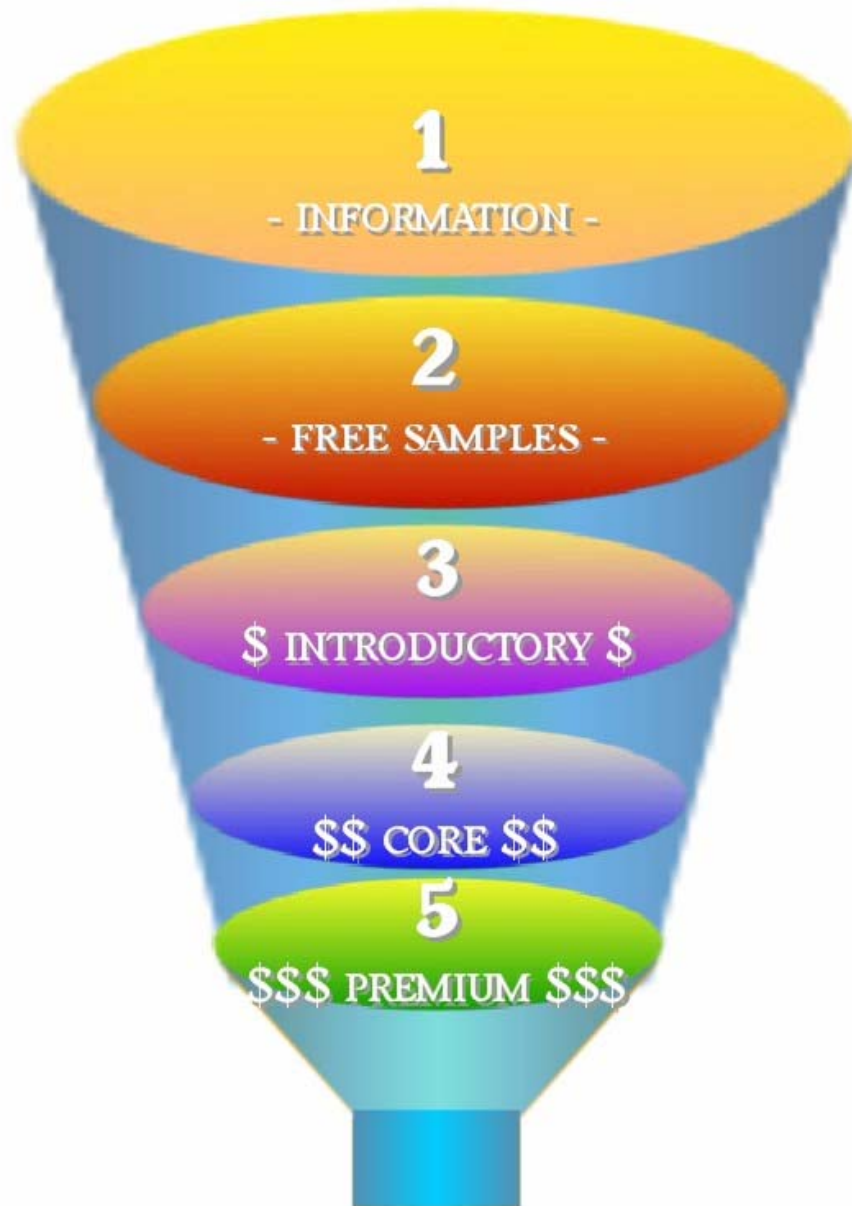 1
- INFORMATION -
2
- FREE SAMPLES -
3
$ INTRODUCTORY $
4
$$ CORE $$
5
$$$ PREMIUM $$$